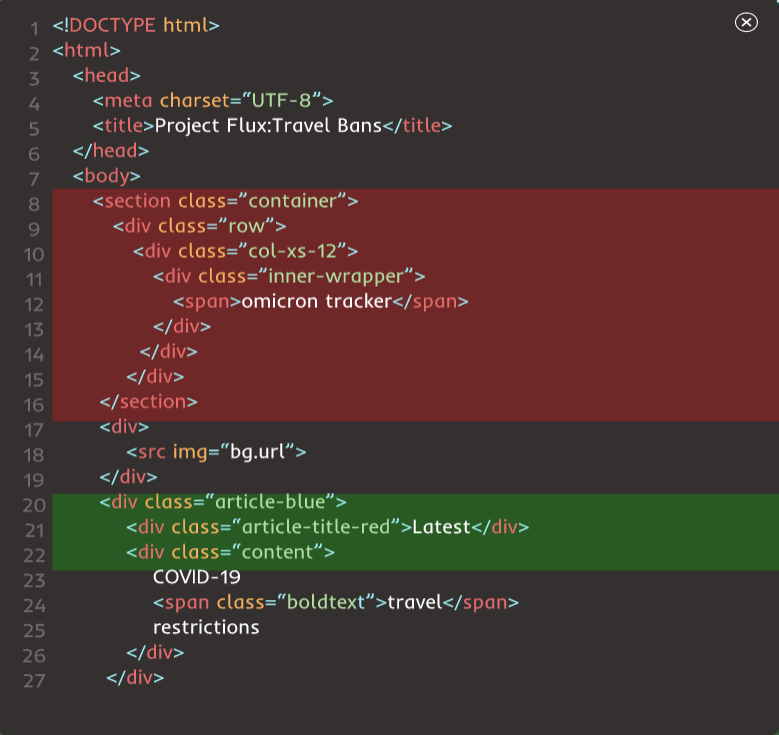 1 <!DOCTYPE html>
2 <html>
3 <head>
4 <meta charset=“UTF-8”>
5 <title>Project Flux:Travel Bans</title>
6 </head>
7 <body>
8 <section class=”container”>
9 <div class=”row”>
10 <div class=”col-xs-12”>
11 <div class=”inner-wrapper”>
12 <span>omicron tracker</span>
13 </div>
14 </div>
15 </div>
16 </section>
17 <div>
18 <src img=“bg.url”>
19 </div>
20 <div class=“article-blue”>
21 <div class=“article-title-red”>Latest</div>
22 <div class=“content”>
23 COVID-19
24 <span class=“boldtext”>travel</span>
25 restrictions
26 </div>
27 </div>